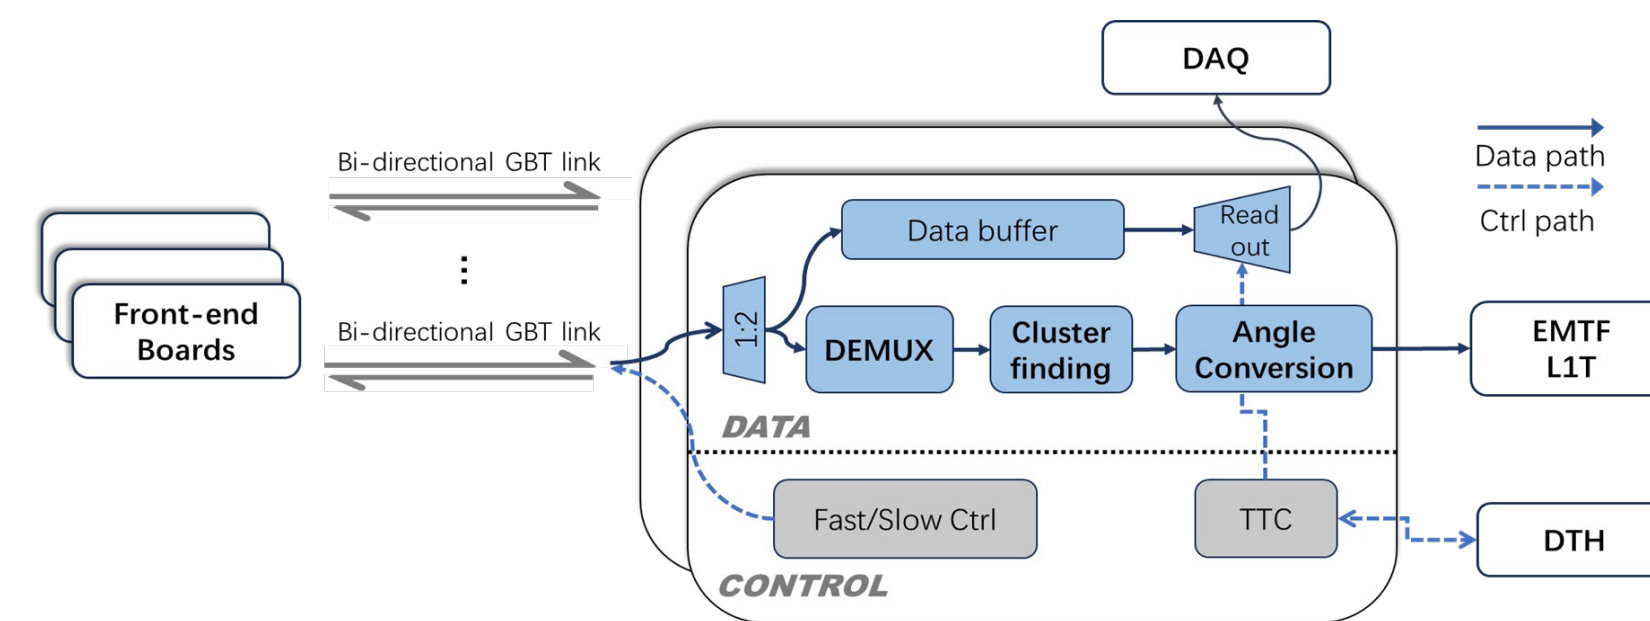 DAQ
Bi-directional GBT link
Data path
Ctrl path
Read
out
Data buffer
⋮
Front-end
Boards
Bi-directional GBT link
1:2
DEMUX
Cluster
finding
Angle
Conversion
EMTF
L1T
DATA
Fast/Slow Ctrl
TTC
DTH
CONTROL